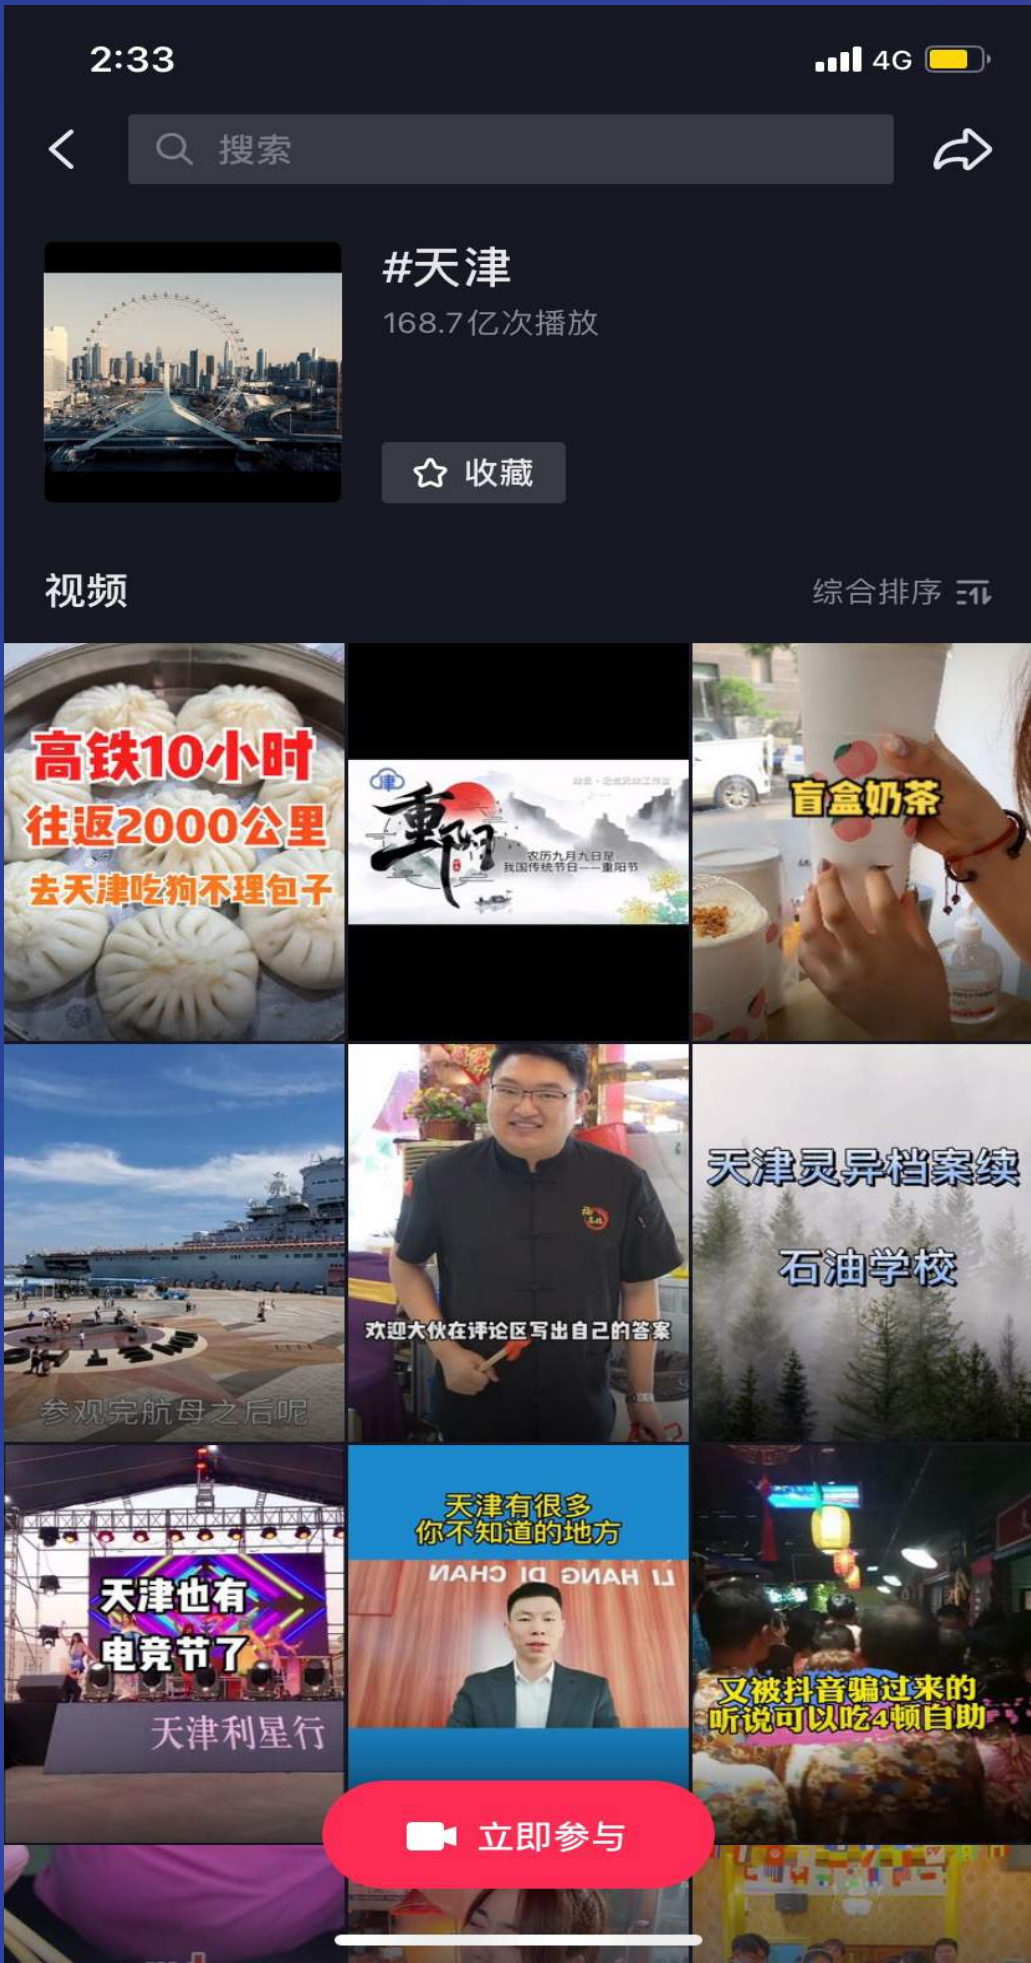 2:33
4G
搜索
#天津
168.7亿次播放
收藏
视频
综合排序
高铁10小时
往返2000公里
去天津吃狗不理包子
津
重阳
农历九月九日是
我国传统节日——重阳节
盲盒奶茶
参观完航母之后呢
欢迎大伙在评论区写出自己的答案
天津灵异档案续
石油学校
天津也有
电竞节了
天津利星行
天津有很多
你不知道的地方
LI HANG DI CHAN
又被抖音骗过来的
听说可以吃4顿自助
立即参与